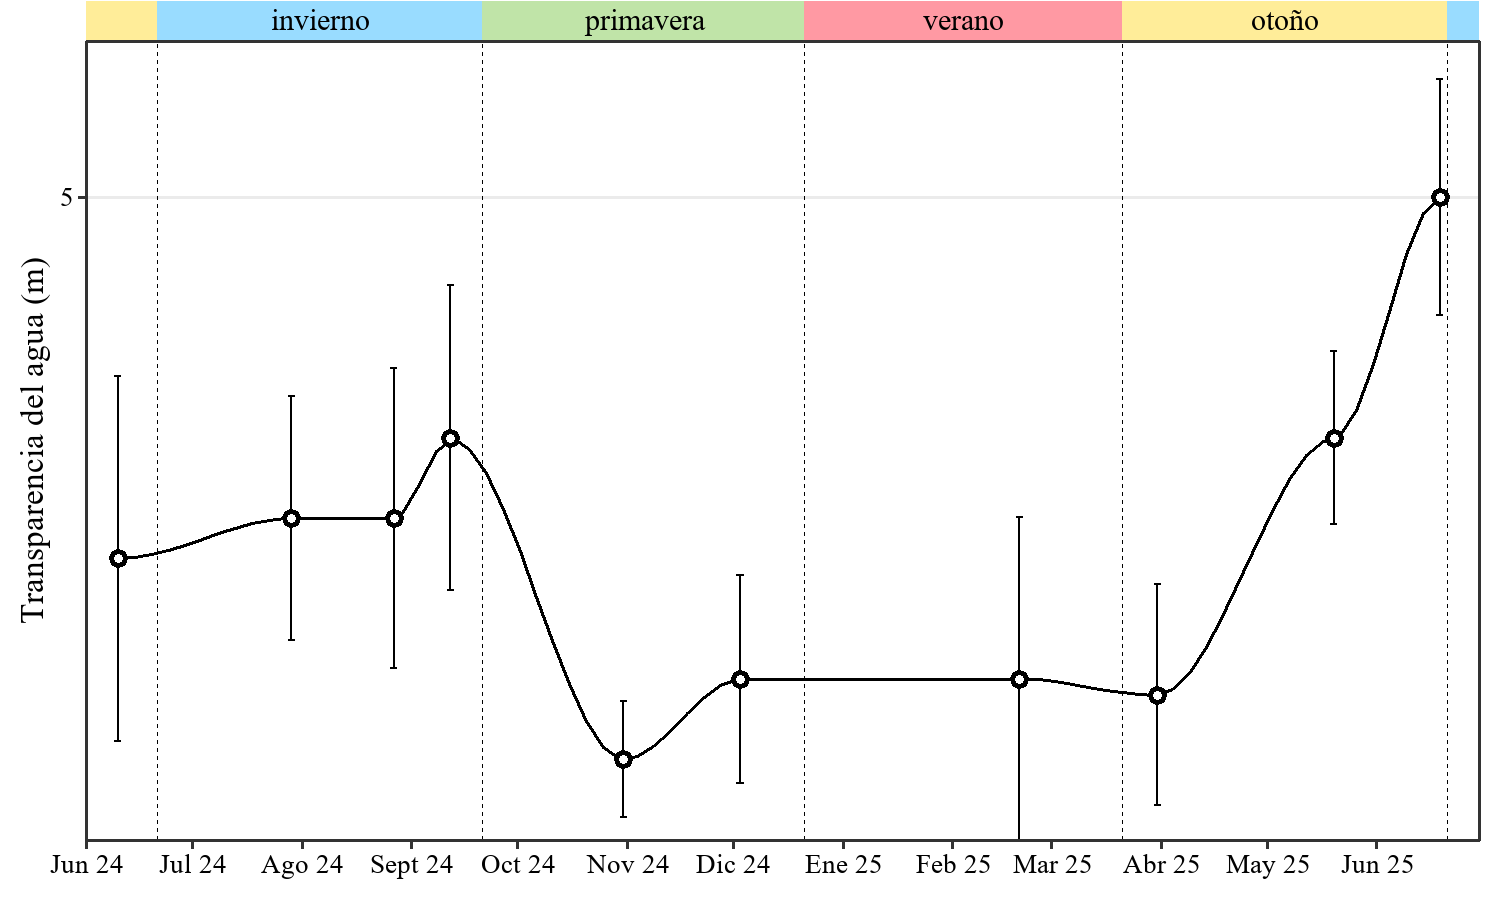 invierno primavera verano otoño
5
Transparencia del agua (m)
Jun 24 Jul 24 Ago 24 Sept 24 Oct 24 Nov 24 Dic 24 Ene 25 Feb 25 Mar 25 Abr 25 May 25 Jun 25